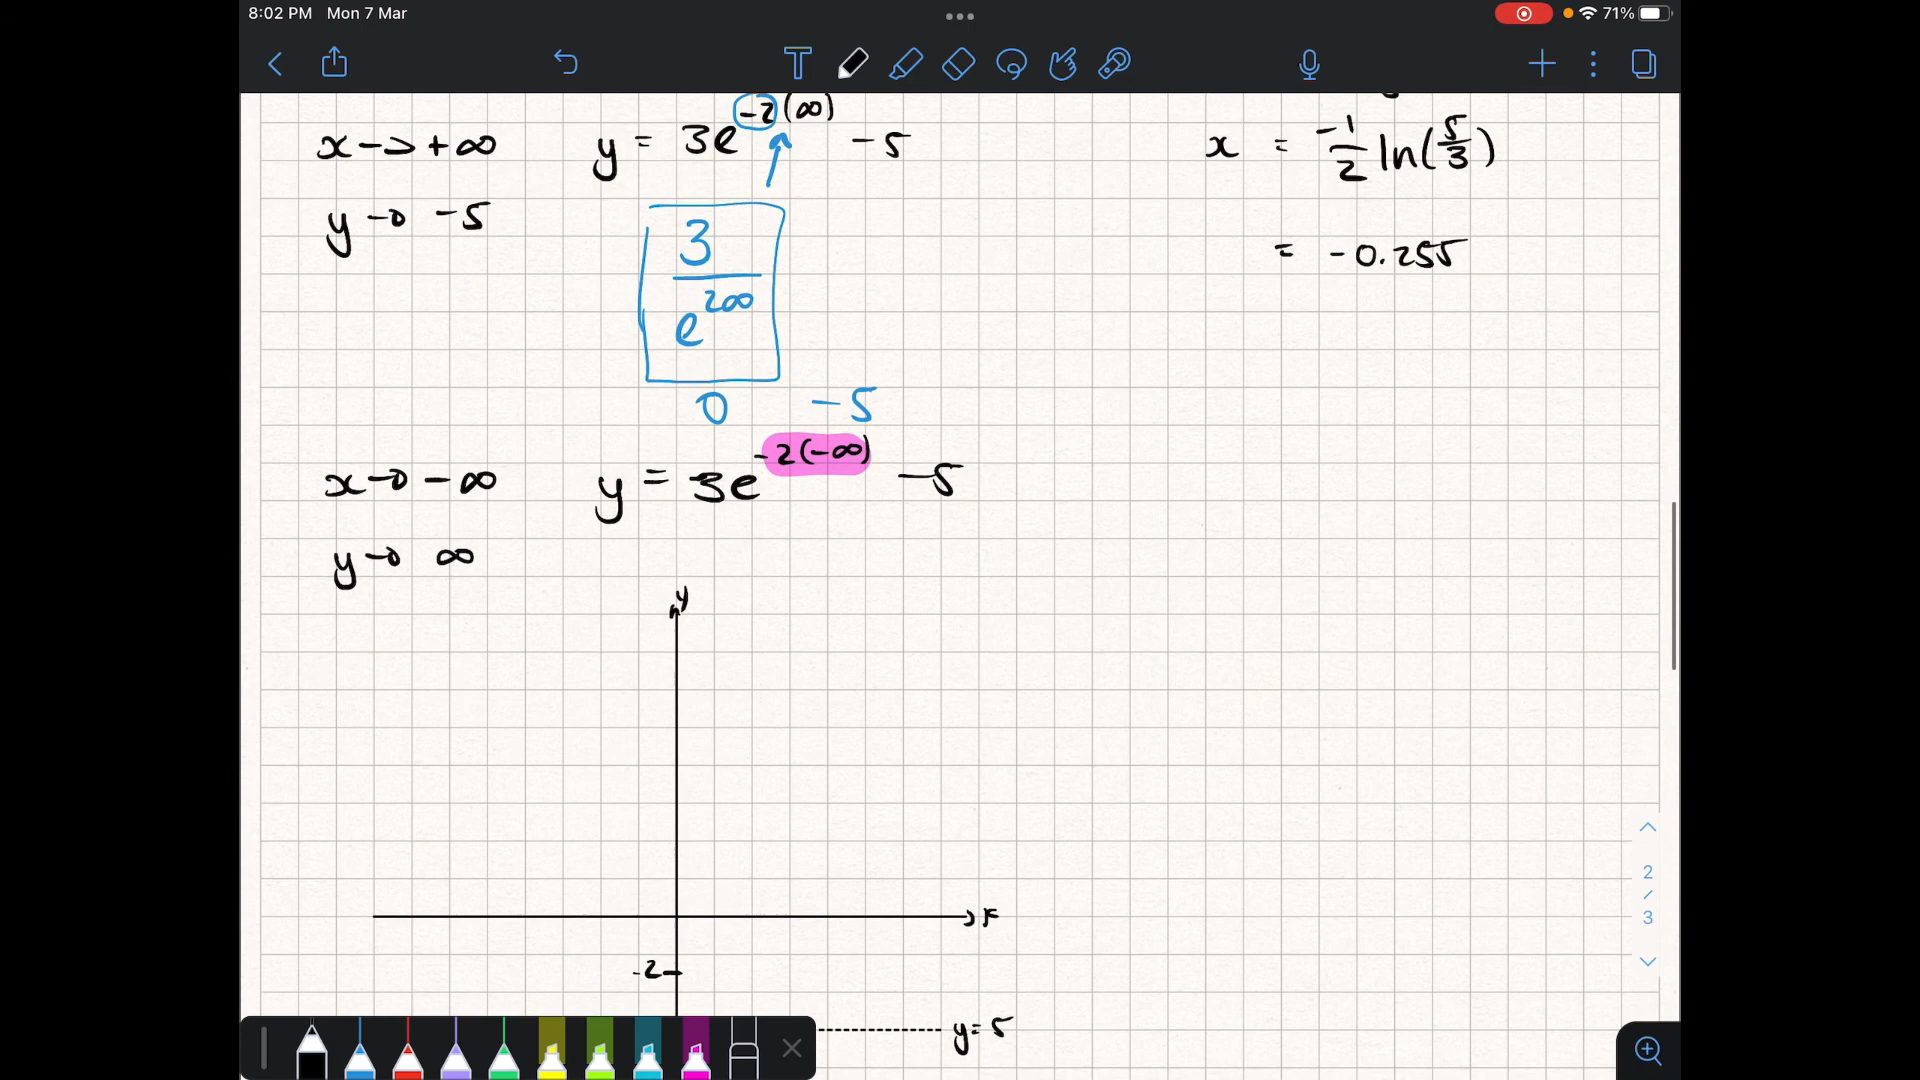 8:02 PM Mon 7 Mar
71%
x -> +∞ y = 3e^{-2(∞)} -5
y → -5
3
e^{2∞}
0 -5
x → -∞ y = 3e^{-2(-∞)} -5
y → ∞
x = -1/2 ln(5/3)
= -0.255
y
x
-2
y = 5
2
/
3